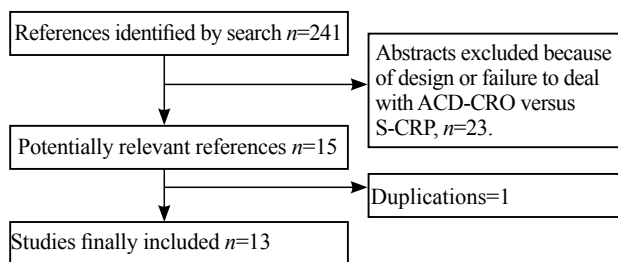 References identified by search n=241
Abstracts excluded because
of design or failure to deal
with ACD-CRO versus
S-CRP, n=23.
Potentially relevant references n=15
Duplications=1
Studies finally included n=13